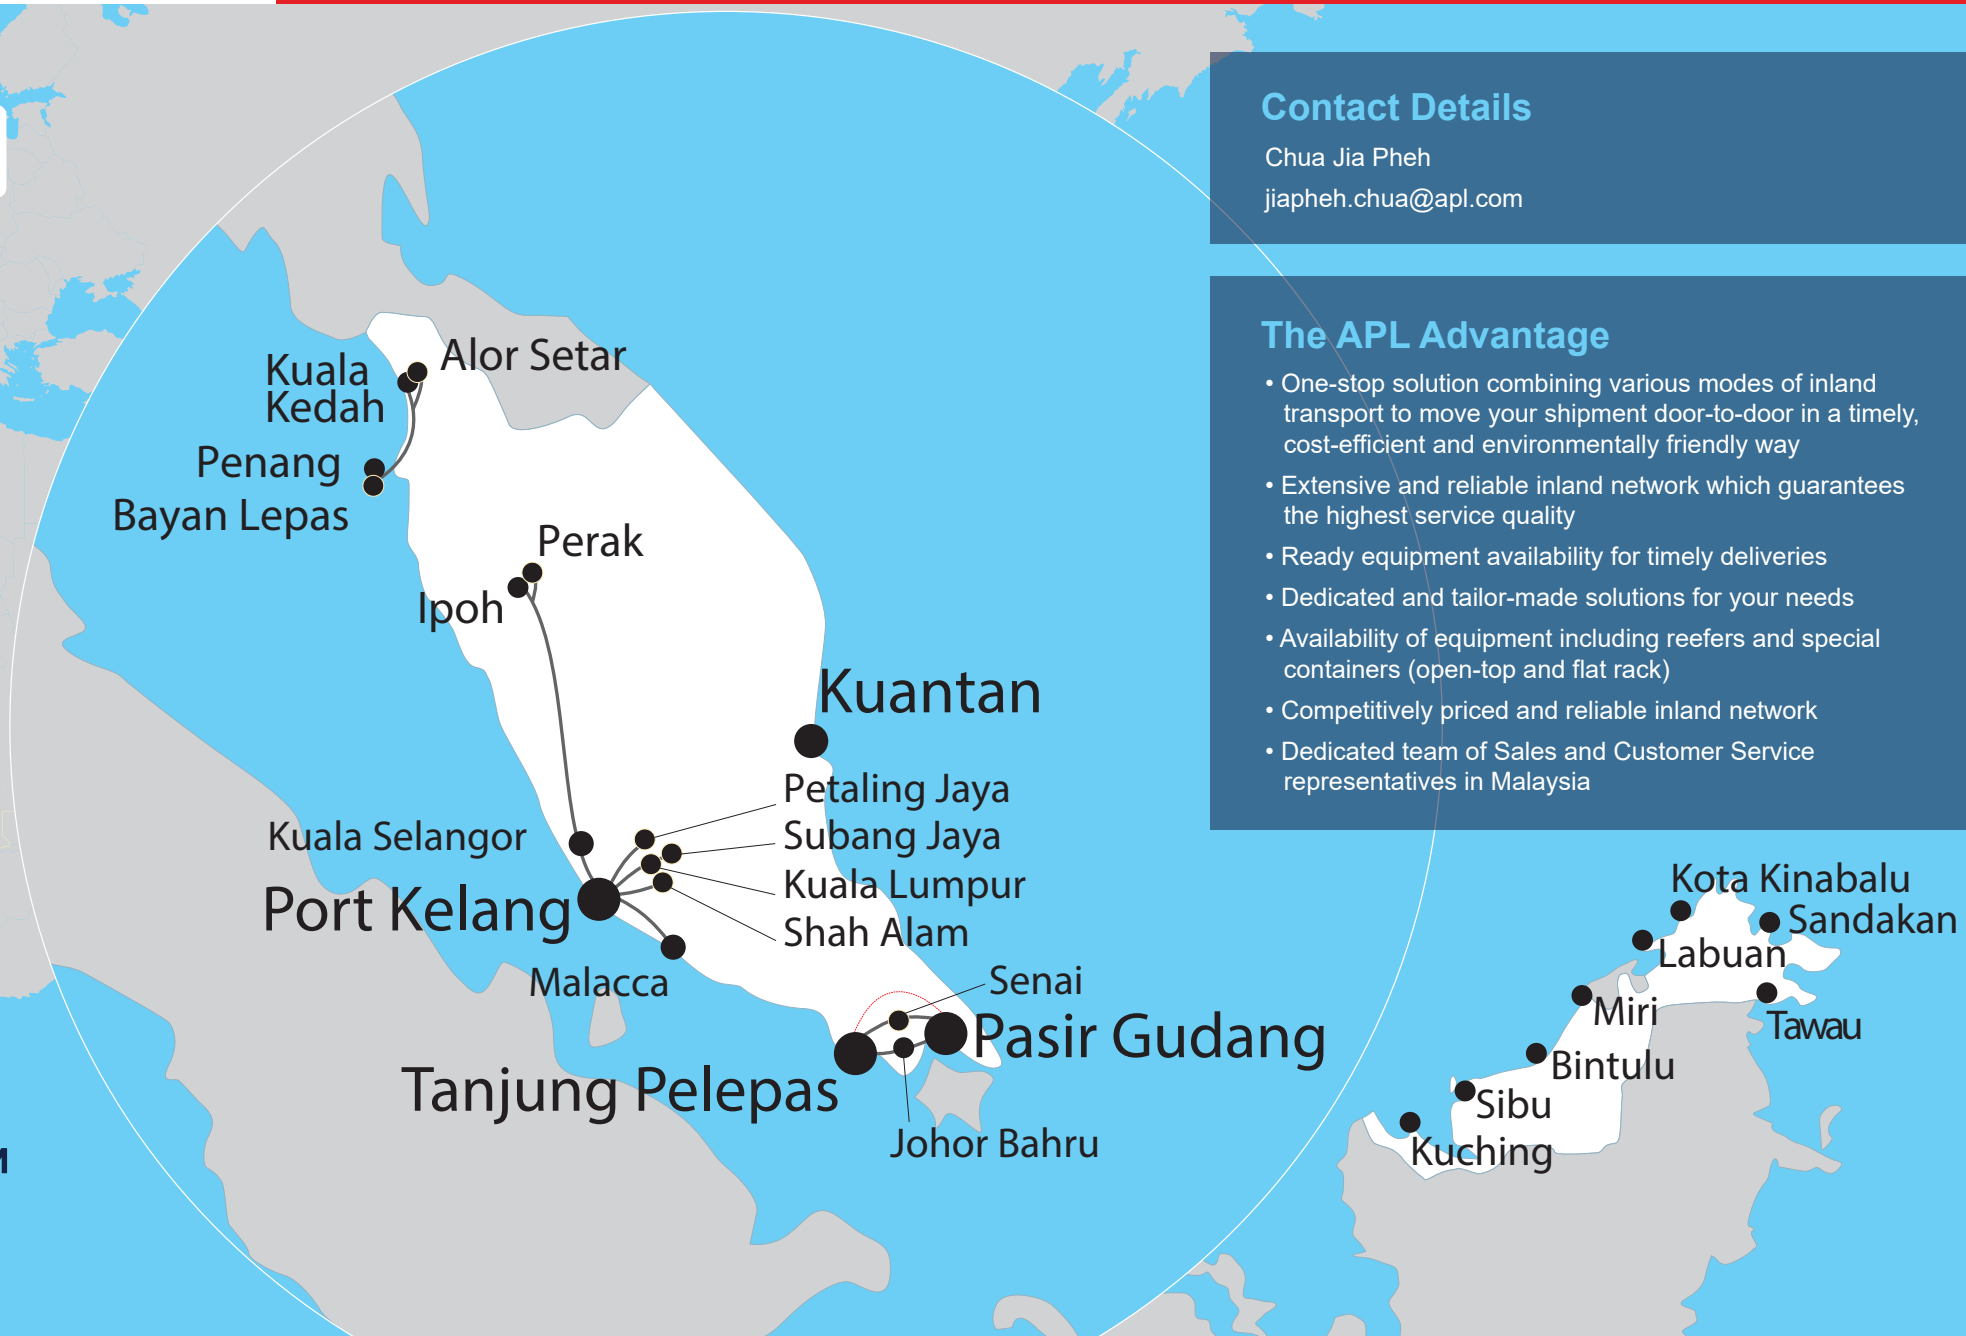 Contact Details
Chua Jia Pheh
jiapheh.chua@apl.com
The APL Advantage
• One-stop solution combining various modes of inland
transport to move your shipment door-to-door in a timely,
cost-efficient and environmentally friendly way
• Extensive and reliable inland network which guarantees
the highest service quality
• Ready equipment availability for timely deliveries
• Dedicated and tailor-made solutions for your needs
• Availability of equipment including reefers and special
containers (open-top and flat rack)
• Competitively priced and reliable inland network
• Dedicated team of Sales and Customer Service
representatives in Malaysia
Alor Setar
Kuala
Kedah
Penang
Bayan Lepas
Perak
Ipoh
Kuantan
Petaling Jaya
Subang Jaya
Kuala Lumpur
Shah Alam
Kuala Selangor
Port Kelang
Malacca
Senai
Pasir Gudang
Tanjung Pelepas
Johor Bahru
Kota Kinabalu
Sandakan
Labuan
Miri
Tawau
Bintulu
Sibu
Kuching